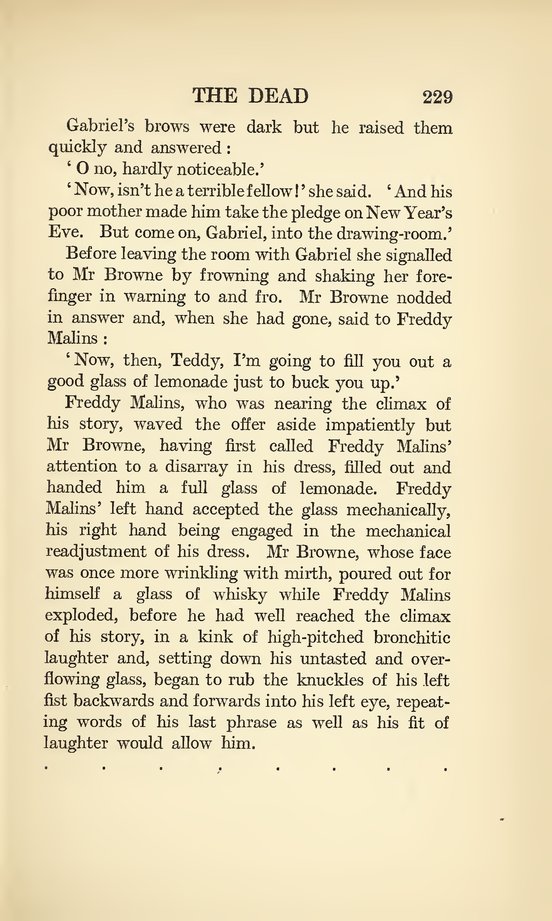 THE DEAD 229
Gabriel's brows were dark but he raised them
quickly and answered :
' O no, hardly noticeable.'
' Now, isn't he a terrible fellow!' she said. ' And his
poor mother made him take the pledge on New Year's
Eve. But come on, Gabriel, into the drawing-room.'
Before leaving the room with Gabriel she signalled
to Mr Browne by frowning and shaking her fore-
finger in warning to and fro. Mr Browne nodded
in answer and, when she had gone, said to Freddy
Malins :
' Now, then, Teddy, I'm going to fill you out a
good glass of lemonade just to buck you up.'
Freddy Malins, who was nearing the climax of
his story, waved the offer aside impatiently but
Mr Browne, having first called Freddy Malins'
attention to a disarray in his dress, filled out and
handed him a full glass of lemonade. Freddy
Malins' left hand accepted the glass mechanically,
his right hand being engaged in the mechanical
readjustment of his dress. Mr Browne, whose face
was once more wrinkling with mirth, poured out for
himself a glass of whisky while Freddy Malins
exploded, before he had well reached the climax
of his story, in a kink of high-pitched bronchitic
laughter and, setting down his untasted and over-
flowing glass, began to rub the knuckles of his left
fist backwards and forwards into his left eye, repeat-
ing words of his last phrase as well as his fit of
laughter would allow him.
. . . . . . . .